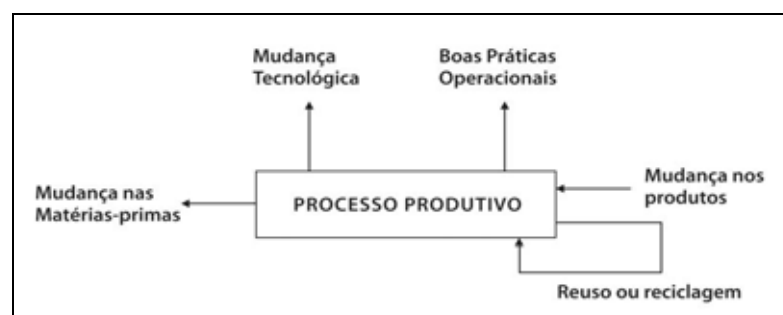 Mudança
Tecnológica
Boas Práticas
Operacionais
Mudança nas
Matérias-primas
PROCESSO PRODUTIVO
Mudança nos
produtos
Reuso ou reciclagem